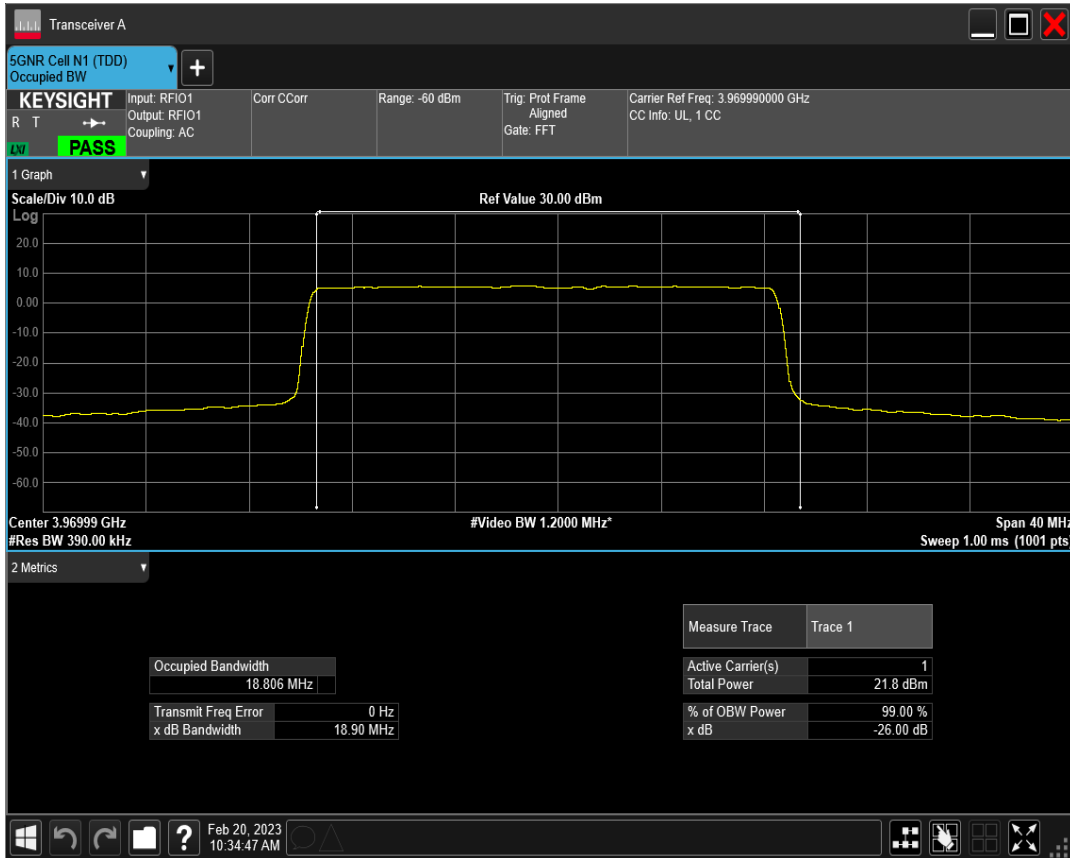 Transceiver A
5GNR Cell N1 (TDD)
Occupied BW
+
KEYSIGHT
R T
LXI
PASS
Input: RFIO1
Output: RFIO1
Coupling: AC
Corr CCorr
Range: -60 dBm
Trig: Prot Frame
Aligned
Gate: FFT
Carrier Ref Freq: 3.969990000 GHz
CC Info: UL, 1 CC
1 Graph
Scale/Div 10.0 dB
Ref Value 30.00 dBm
Log
20.0
10.0
0.00
-10.0
-20.0
-30.0
-40.0
-50.0
-60.0
Center 3.96999 GHz
#Video BW 1.2000 MHz*
Span 40 MHz
#Res BW 390.00 kHz
Sweep 1.00 ms (1001 pts)
2 Metrics
Measure Trace Trace 1
Occupied Bandwidth
18.806 MHz
Active Carrier(s) 1
Total Power 21.8 dBm
Transmit Freq Error 0 Hz
x dB Bandwidth 18.90 MHz
% of OBW Power 99.00 %
x dB -26.00 dB
?
Feb 20, 2023
10:34:47 AM